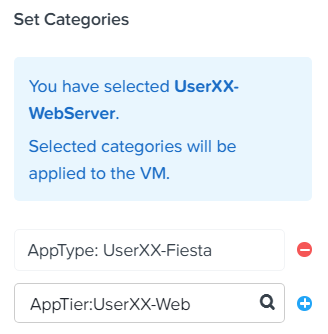 Set Categories
You have selected UserXX-
WebServer.
Selected categories will be
applied to the VM.
AppType: UserXX-Fiesta
AppTier:UserXX-Web